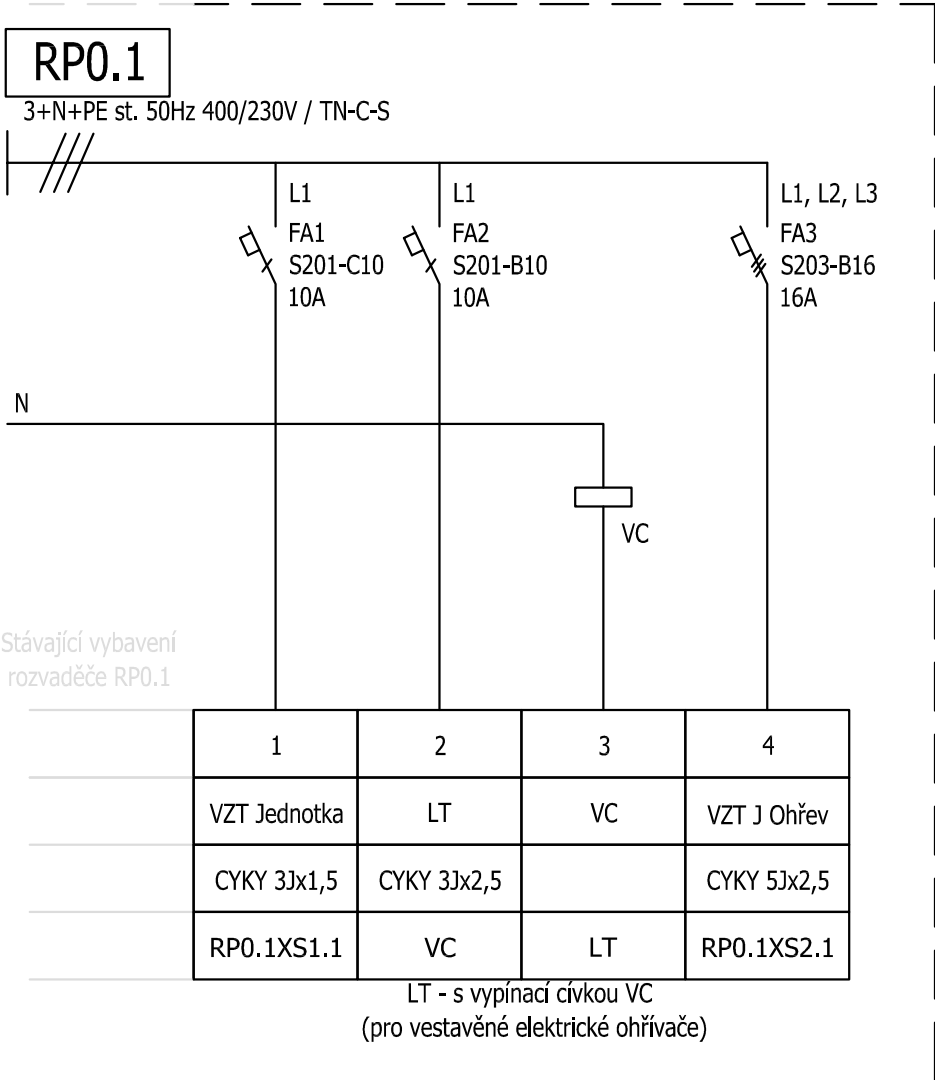 RP0.1
3+N+PE st. 50Hz 400/230V / TN-C-S
L1
FA1
S201-C10
10A
L1
FA2
S201-B10
10A
L1, L2, L3
FA3
S203-B16
16A
N
VC
Stávající vybavení
rozvaděče RP0.1
1 2 3 4
VZT Jednotka LT VC VZT J Ohřev
CYKY 3Jx1,5 CYKY 3Jx2,5 CYKY 5Jx2,5
RP0.1XS1.1 VC LT RP0.1XS2.1
LT - s vypínací cívkou VC
(pro vestavěné elektrické ohřívače)